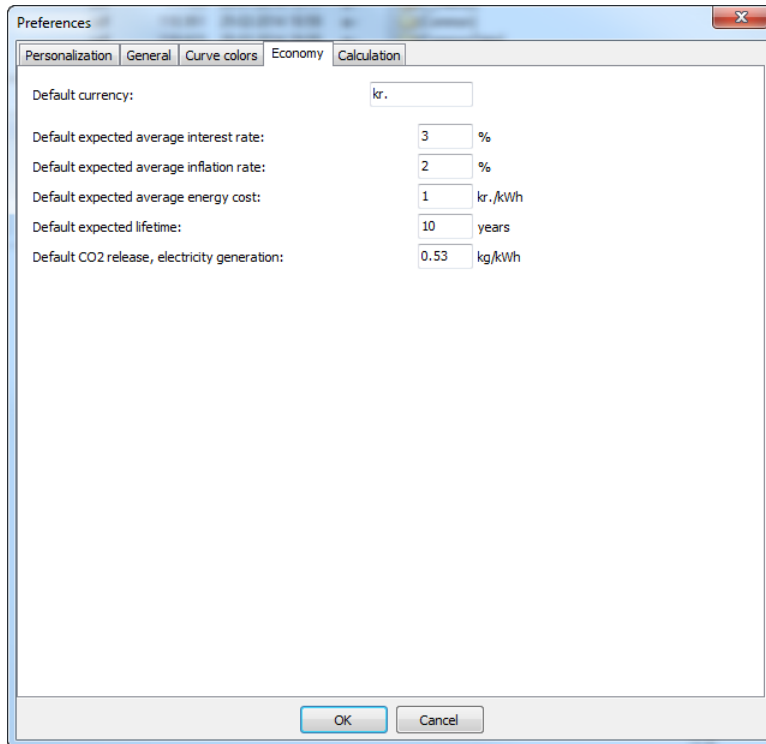 Preferences
Personalization General Curve colors Economy Calculation
Default currency: kr.
Default expected average interest rate: 3 %
Default expected average inflation rate: 2 %
Default expected average energy cost: 1 kr./kWh
Default expected lifetime: 10 years
Default CO2 release, electricity generation: 0.53 kg/kWh
OK Cancel